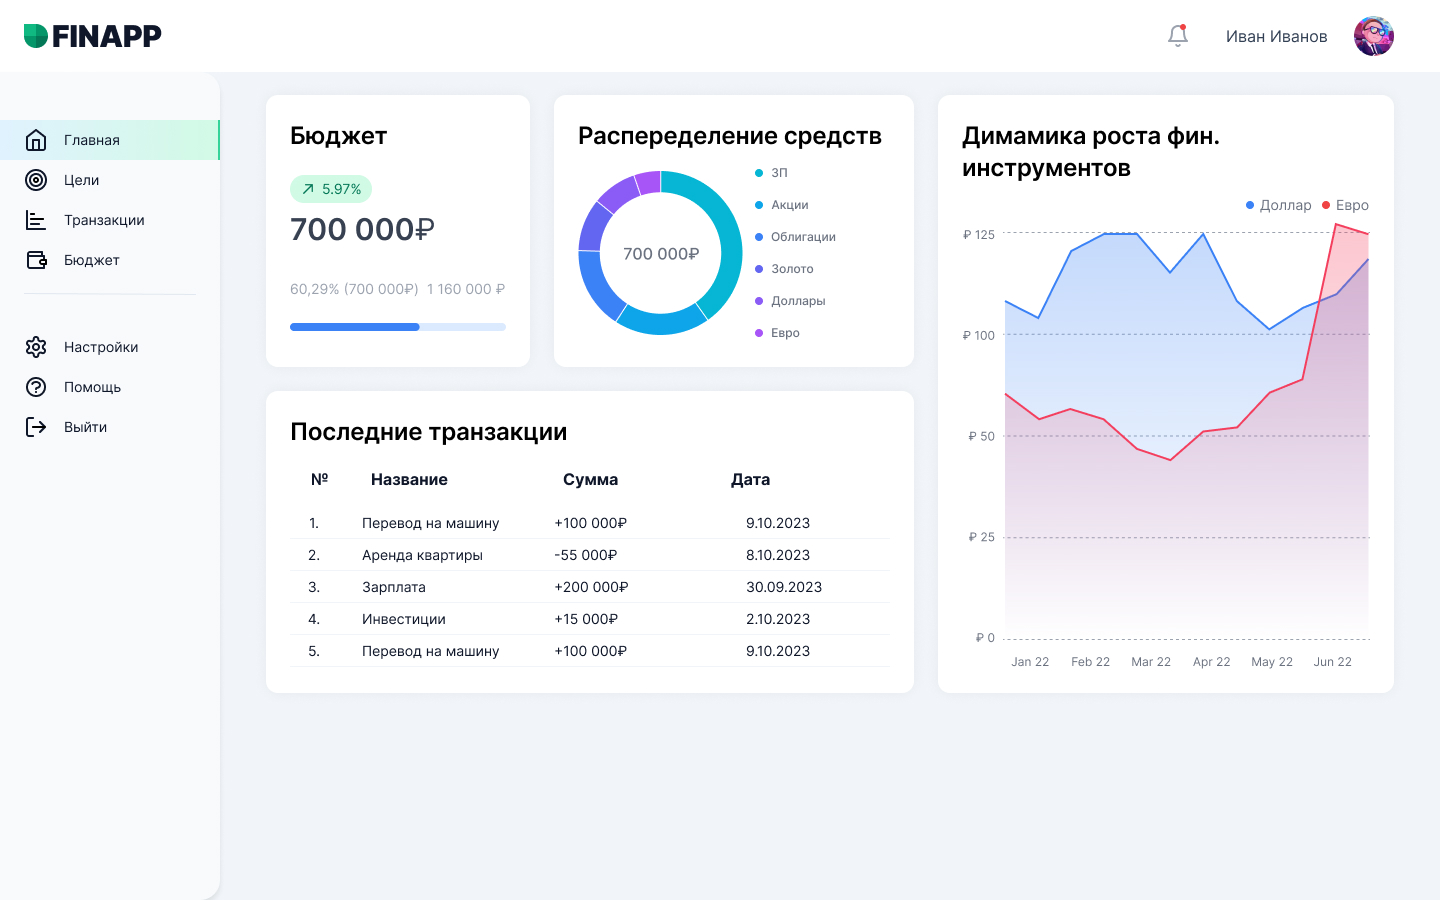 FINAPP
Иван Иванов
Главная
Цели
Транзакции
Бюджет
Настройки
Помощь
Выйти
Бюджет
5.97%
700 000₽
60,29% (700 000₽) 1 160 000 ₽
Распеределение средств
700 000₽
ЗП
Акции
Облигации
Золото
Доллары
Евро
Последние транзакции
№ Название Сумма Дата
1. Перевод на машину +100 000₽ 9.10.2023
2. Аренда квартиры -55 000₽ 8.10.2023
3. Зарплата +200 000₽ 30.09.2023
4. Инвестиции +15 000₽ 2.10.2023
5. Перевод на машину +100 000₽ 9.10.2023
Димамика роста фин.
инструментов
Доллар Евро
₽ 125
₽ 100
₽ 50
₽ 25
₽ 0
Jan 22 Feb 22 Mar 22 Apr 22 May 22 Jun 22